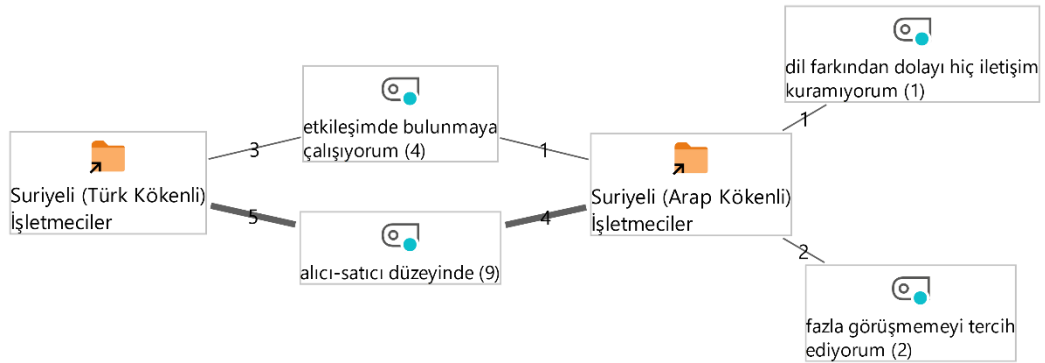 dil farkından dolayı hiç iletişim
kuramıyorum (1)
1
etkileşimde bulunmaya
çalışıyorum (4)
3
1
Suriyeli (Türk Kökenli)
İşletmeciler
Suriyeli (Arap Kökenli)
İşletmeciler
5
4
alıcı-satıcı düzeyinde (9)
2
fazla görüşmemeyi tercih
ediyorum (2)